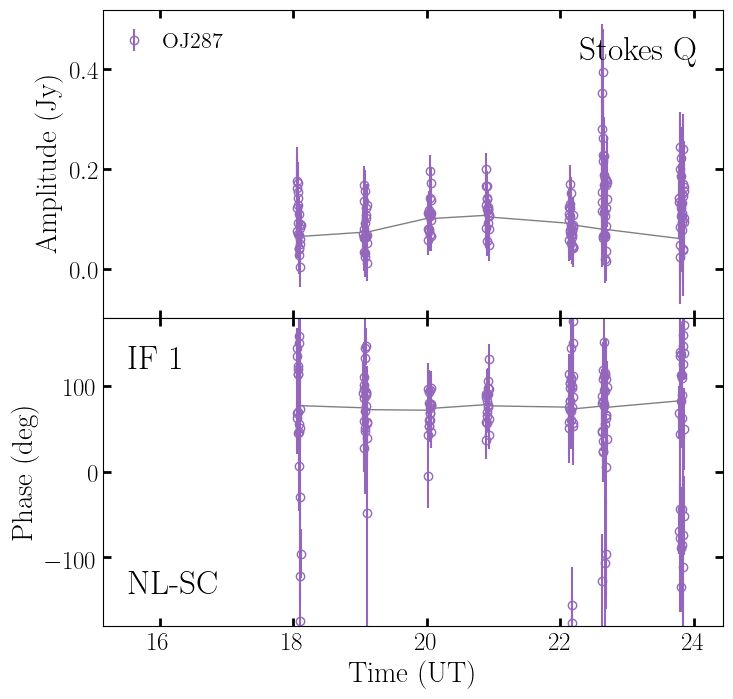 OJ287
Stokes Q
Amplitude (Jy)
0.4
0.2
0.0
IF 1
NL-SC
Phase (deg)
100
0
−100
16 18 20 22 24
Time (UT)